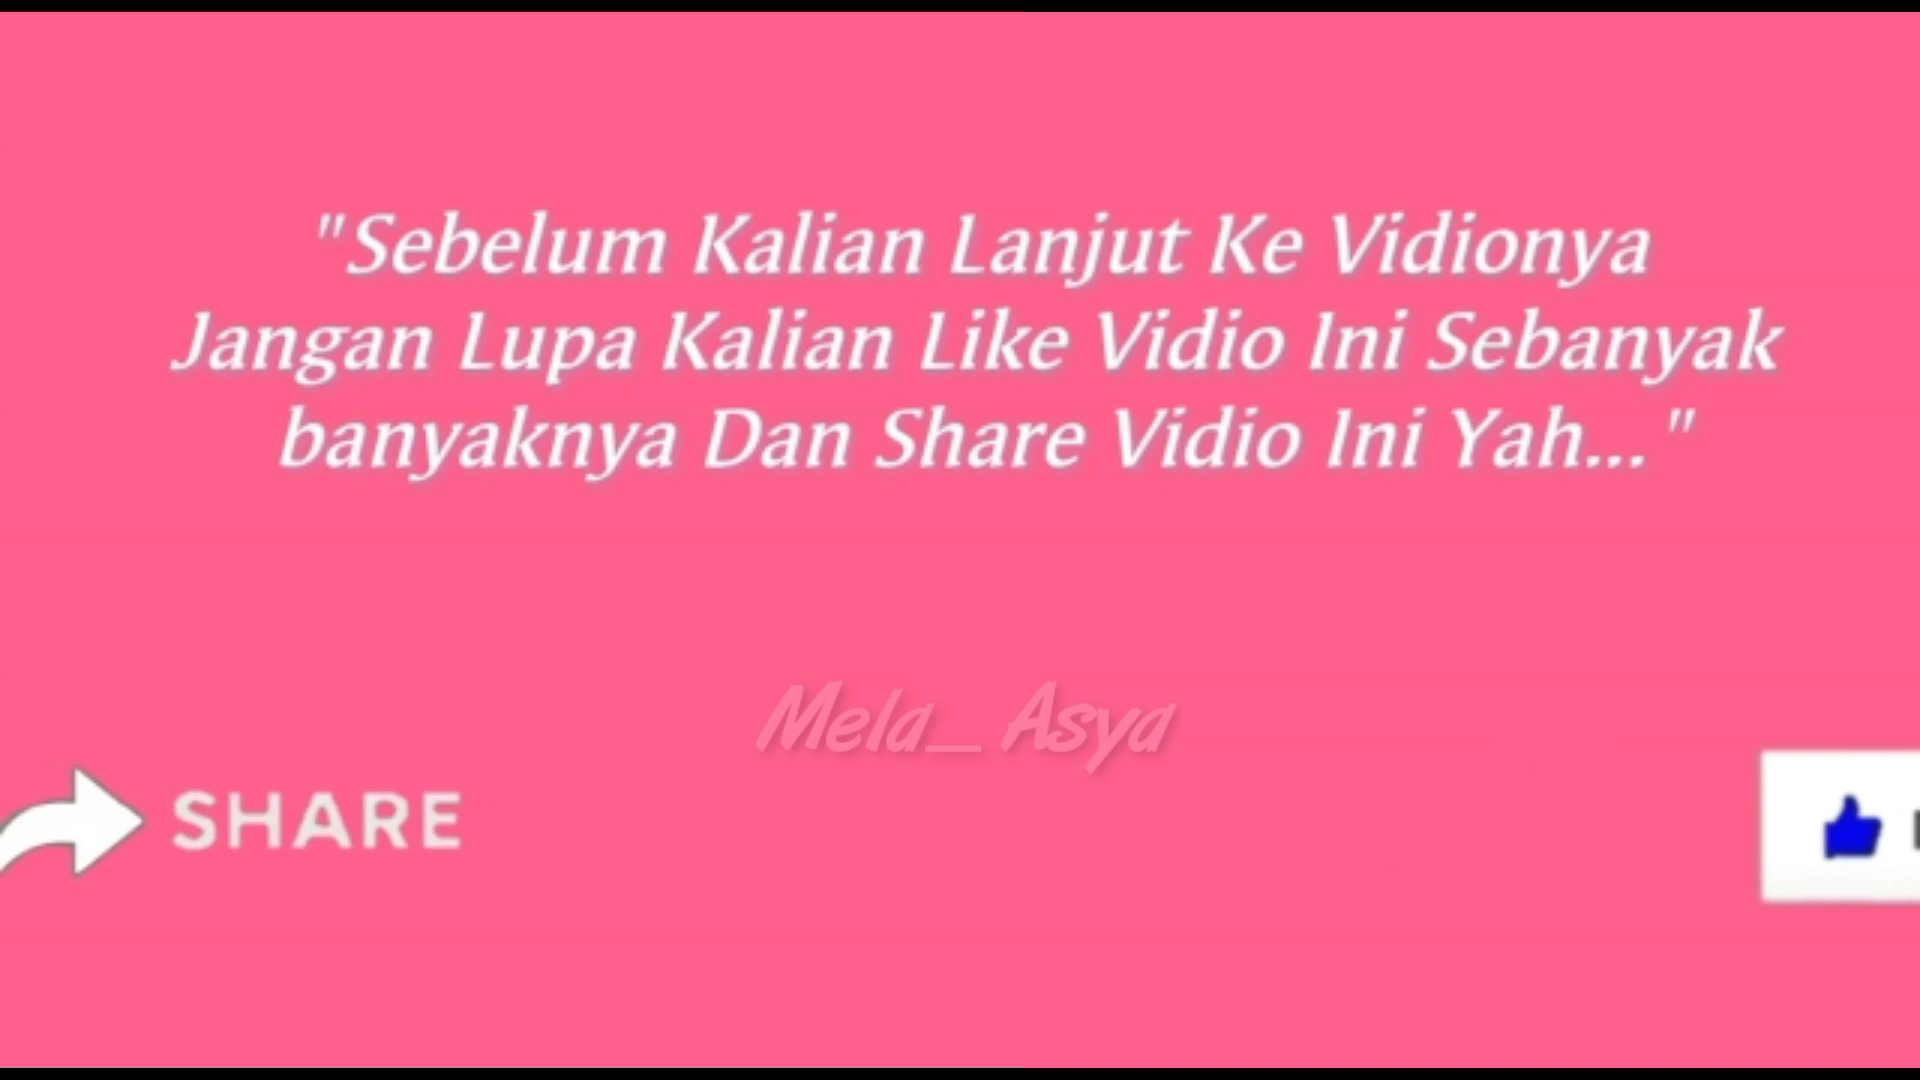 "Sebelum Kalian Lanjut Ke Vidionya
Jangan Lupa Kalian Like Vidio Ini Sebanyak
banyaknya Dan Share Vidio Ini Yah..."
Mela_ Asya
SHARE